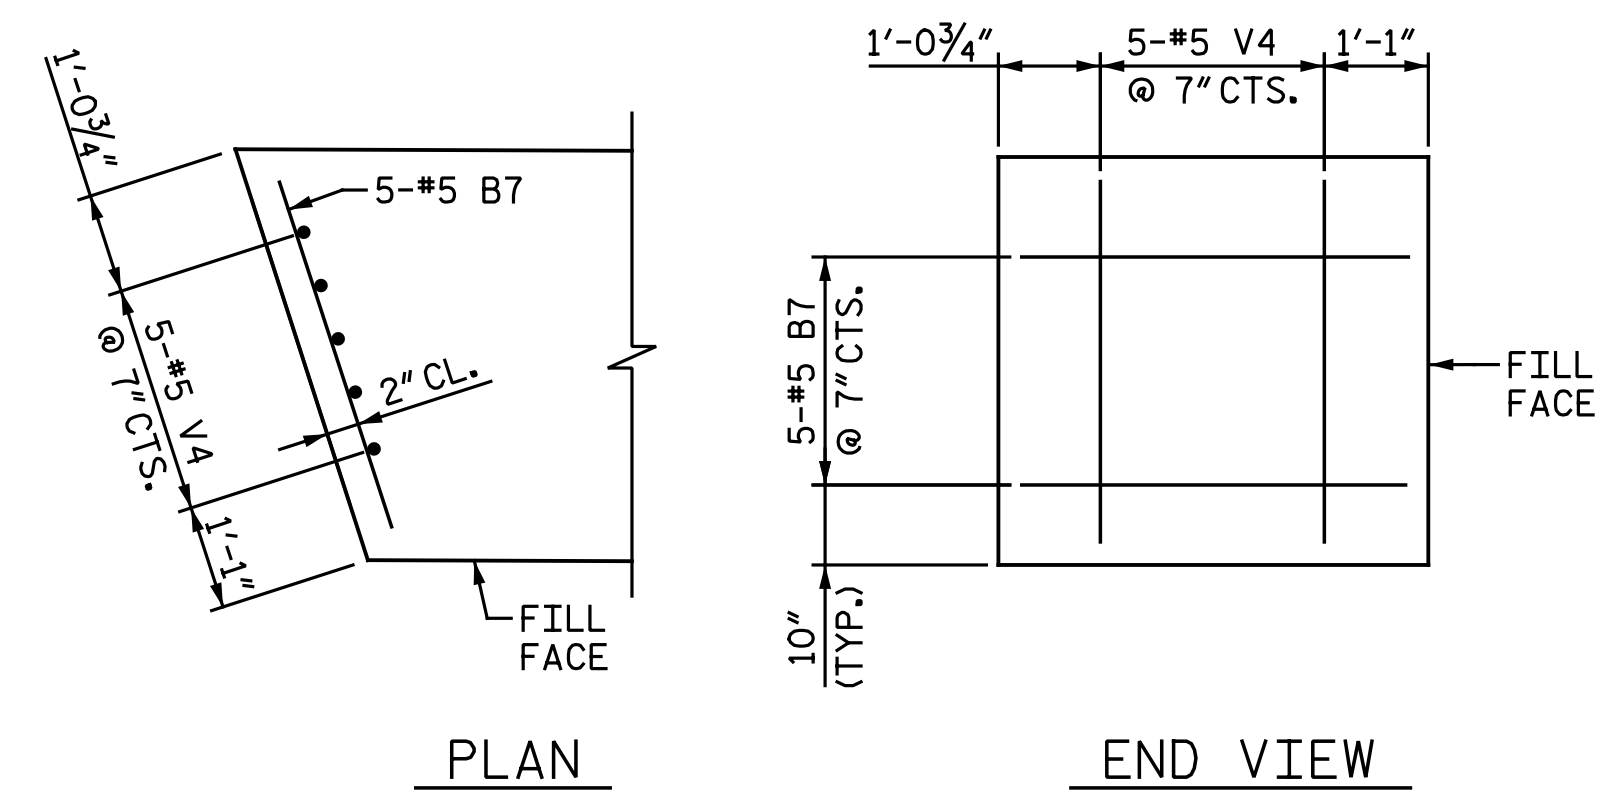 1'-0¾"
5-#5 B7
5-#5 V4
@ 7" CTS.
2" CL.
1'-1"
FILL
FACE
PLAN
1'-0¾"
5-#5 V4
@ 7" CTS.
1'-1"
5-#5 B7
@ 7" CTS.
FILL
FACE
10"
(TYP.)
END VIEW